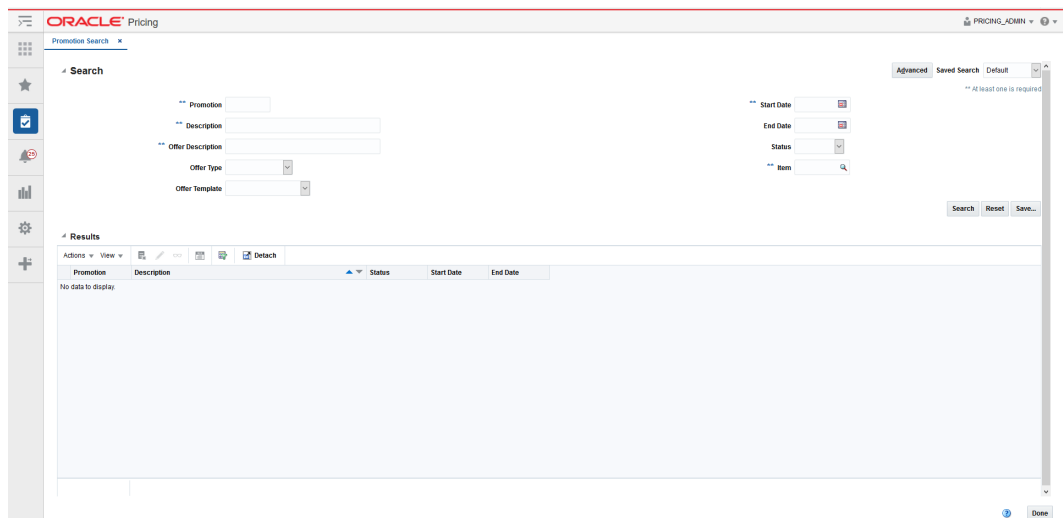 ORACLE Pricing
PRICING_ADMIN
Promotion Search ×
Search
Advanced Saved Search Default
** At least one is required
** Promotion
** Start Date
** Description
End Date
** Offer Description
Status
Offer Type
** Item
Offer Template
25
Search Reset Save...
Results
Actions View Detach
Promotion Description Status Start Date End Date
No data to display.
Done